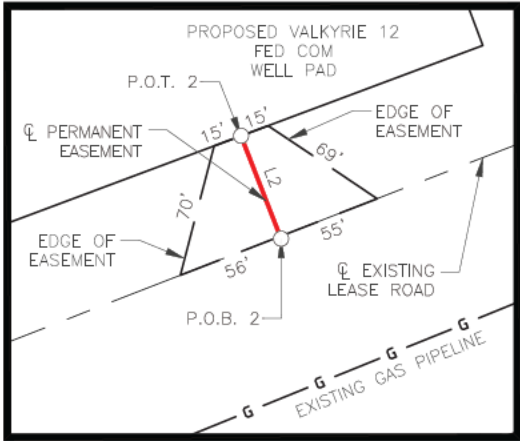 PROPOSED VALKYRIE 12
FED COM
WELL PAD
P.O.T. 2
15' 15'
EDGE OF
EASEMENT
℄ PERMANENT
EASEMENT
L2
69'
70'
EDGE OF
EASEMENT
55'
56'
℄ EXISTING
LEASE ROAD
P.O.B. 2
G G G G
EXISTING GAS PIPELINE